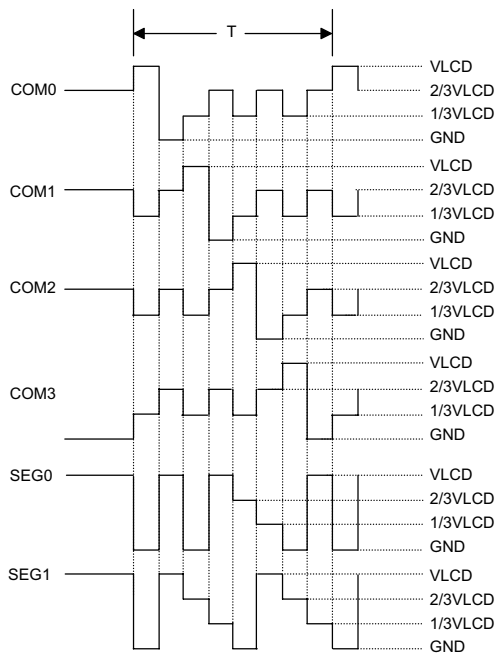 T
COM0
VLCD
2/3VLCD
1/3VLCD
GND
COM1
VLCD
2/3VLCD
1/3VLCD
GND
COM2
VLCD
2/3VLCD
1/3VLCD
GND
COM3
VLCD
2/3VLCD
1/3VLCD
GND
SEG0
VLCD
2/3VLCD
1/3VLCD
GND
SEG1
VLCD
2/3VLCD
1/3VLCD
GND